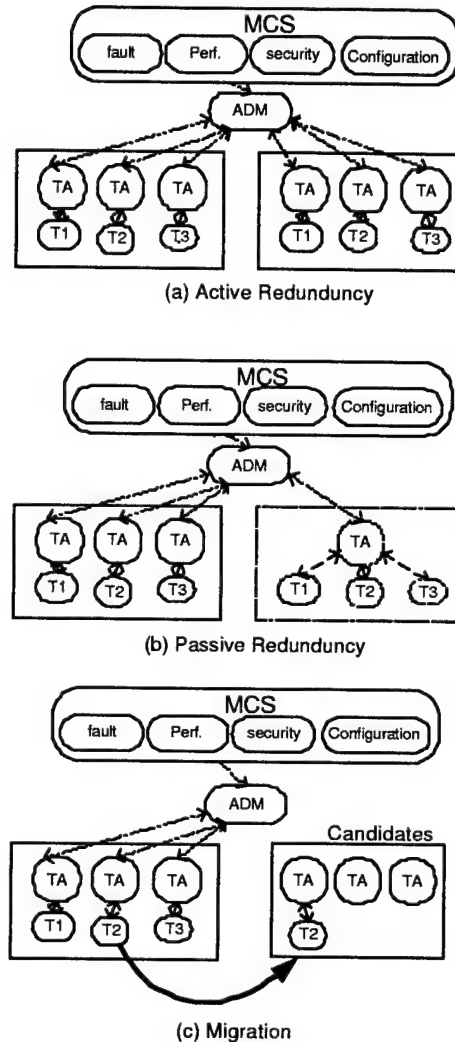 MCS
fault Perf. security Configuration
ADM
TA TA TA TA TA TA
T1 T2 T3 T1 T2 T3
(a) Active Redunduncy
MCS
fault Perf. security Configuration
ADM
TA TA TA TA
T1 T2 T3 T1 T2 T3
(b) Passive Redundancy
MCS
fault Perf. security Configuration
ADM
Candidates
TA TA TA TA TA TA
T1 T2 T3 T2
(c) Migration